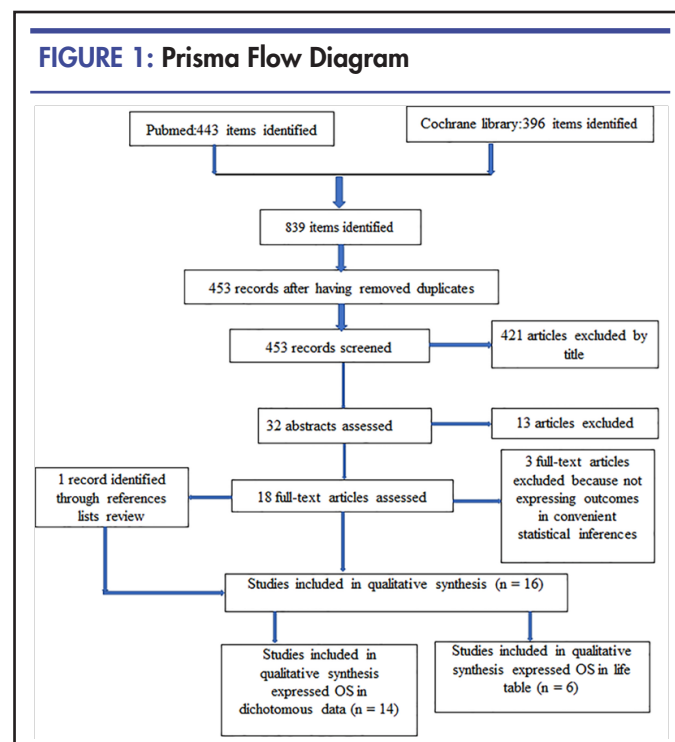 FIGURE 1: Prisma Flow Diagram
Pubmed:443 items identified
Cochrane library:396 items identified
839 items identified
453 records after having removed duplicates
453 records screened
421 articles excluded by
title
32 abstracts assessed
13 articles excluded
1 record identified
through references
lists review
18 full-text articles assessed
3 full-text articles
excluded because not
expressing outcomes
in convenient
statistical inferences
Studies included in qualitative synthesis (n = 16)
Studies included in
qualitative synthesis
expressed OS in
dichotomous data (n = 14)
Studies included in qualitative
synthesis expressed OS in life
table (n = 6)